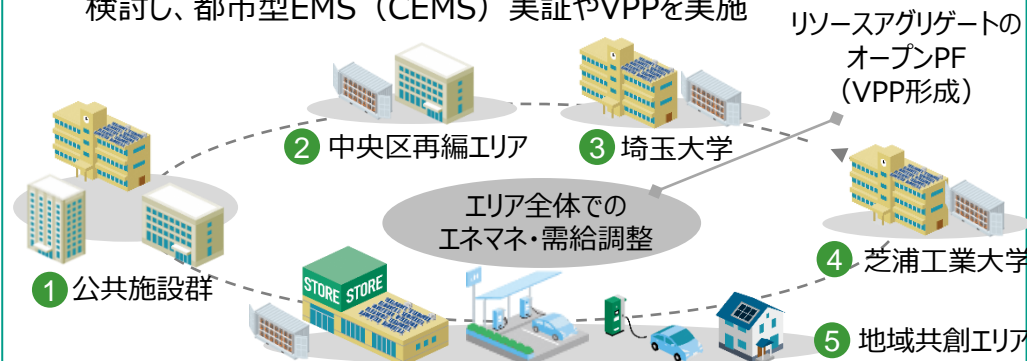 検討し、都市型EMS（CEMS）実証やVPPを実施
リソースアグリゲートの
オープンPF
（VPP形成）
2 中央区再編エリア
3 埼玉大学
エリア全体での
エネマネ・需給調整
1 公共施設群
4 芝浦工業大学
STORE STORE
5 地域共創エリア